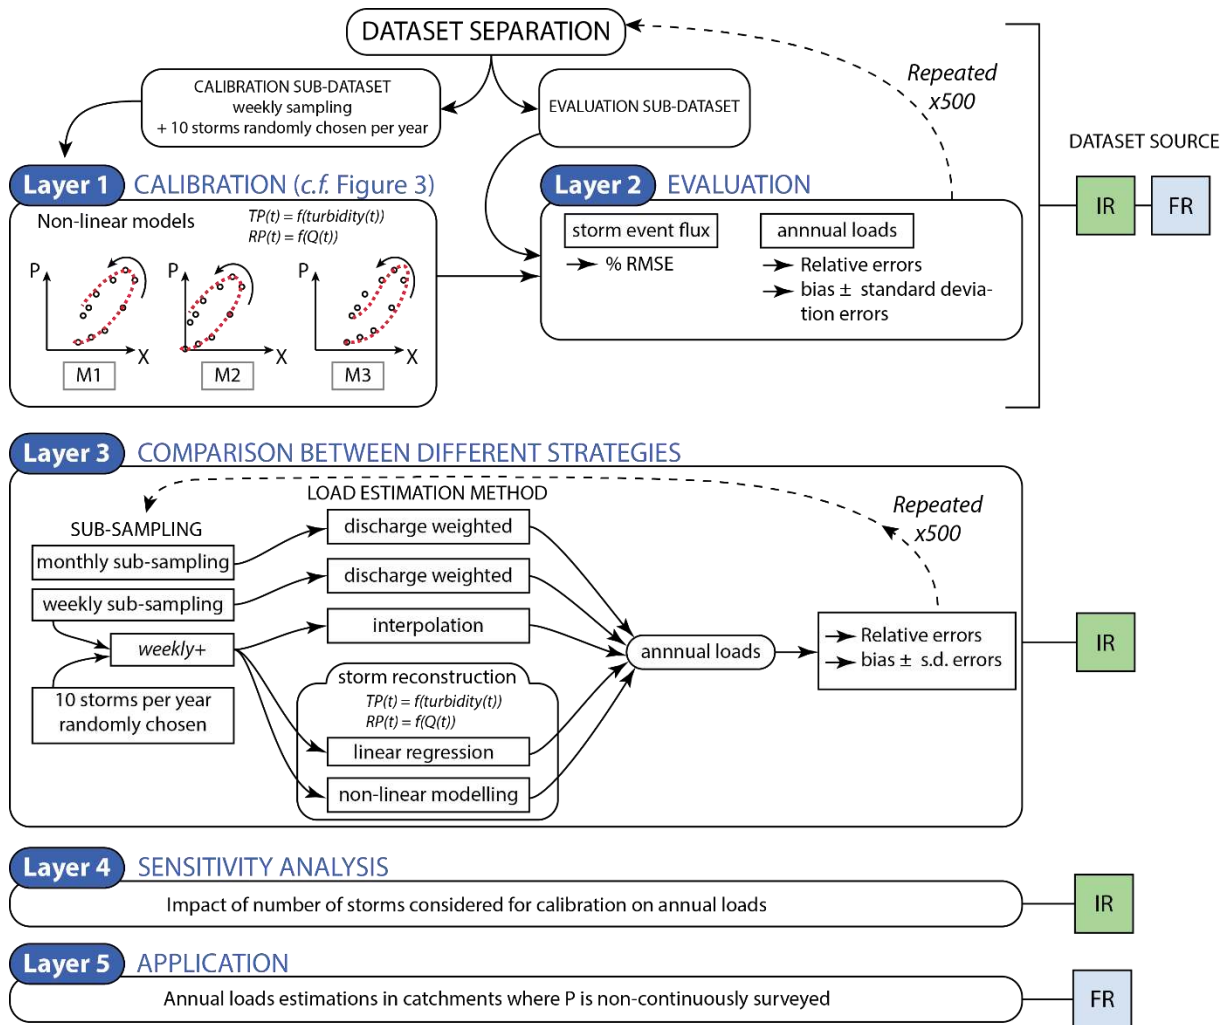 DATASET SEPARATION
CALIBRATION SUB-DATASET
weekly sampling
+ 10 storms randomly chosen per year
EVALUATION SUB-DATASET
Repeated
x500
DATASET SOURCE
IR
FR
Layer 1 CALIBRATION (c.f. Figure 3)
Non-linear models
TP(t) = f(turbidity(t))
RP(t) = f(Q(t))
P
X
M1
P
X
M2
P
X
M3
Layer 2 EVALUATION
storm event flux
% RMSE
annnual loads
Relative errors
bias ± standard devia-
tion errors
Layer 3 COMPARISON BETWEEN DIFFERENT STRATEGIES
LOAD ESTIMATION METHOD
Repeated
x500
SUB-SAMPLING
monthly sub-sampling
weekly sub-sampling
weekly+
10 storms per year
randomly chosen
discharge weighted
discharge weighted
interpolation
storm reconstruction
TP(t) = f(turbidity(t))
RP(t) = f(Q(t))
linear regression
non-linear modelling
annnual loads
Relative errors
bias ± s.d. errors
IR
Layer 4 SENSITIVITY ANALYSIS
Impact of number of storms considered for calibration on annual loads
IR
Layer 5 APPLICATION
Annual loads estimations in catchments where P is non-continuously surveyed
FR